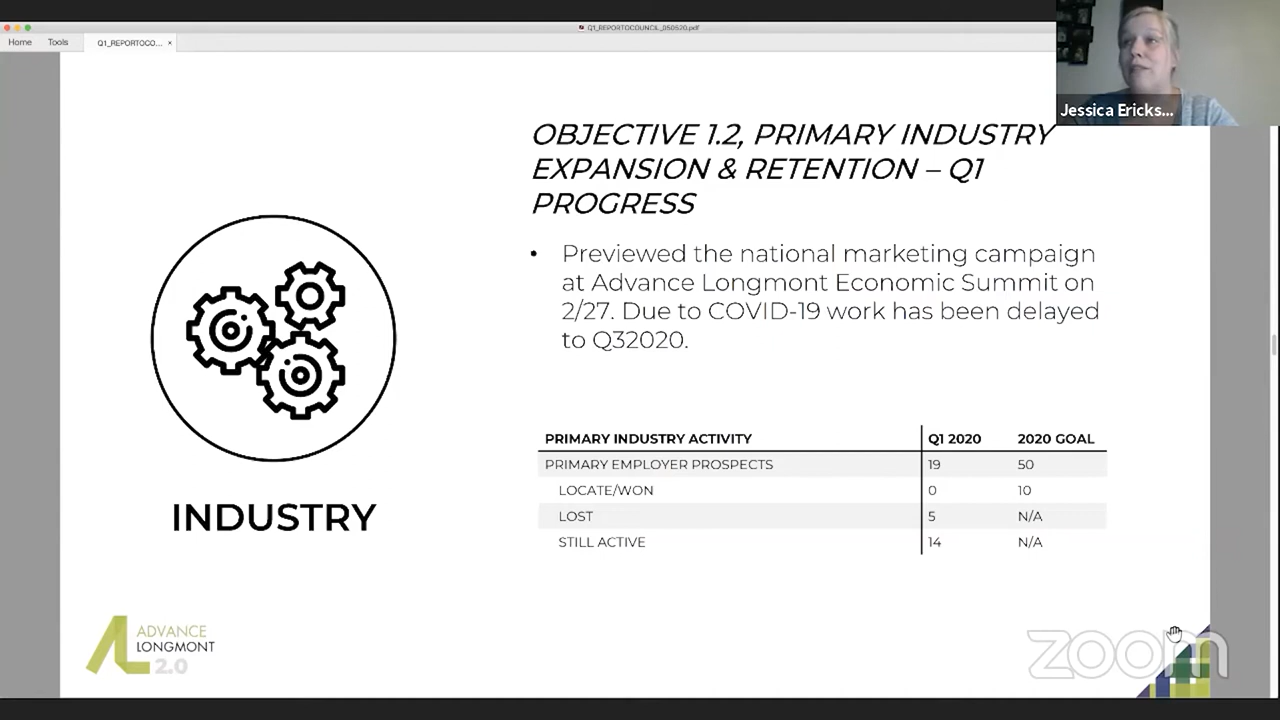 Q1_REPORTOCOUNCIL_050520.pdf
Home Tools Q1_REPORTOCO... ×
Jessica Ericks...
OBJECTIVE 1.2, PRIMARY INDUSTRY
EXPANSION & RETENTION – Q1
PROGRESS
• Previewed the national marketing campaign
at Advance Longmont Economic Summit on
2/27. Due to COVID-19 work has been delayed
to Q32020.
INDUSTRY
PRIMARY INDUSTRY ACTIVITY Q1 2020 2020 GOAL
PRIMARY EMPLOYER PROSPECTS 19 50
LOCATE/WON 0 10
LOST 5 N/A
STILL ACTIVE 14 N/A
ADVANCE
LONGMONT
2.0
zoom